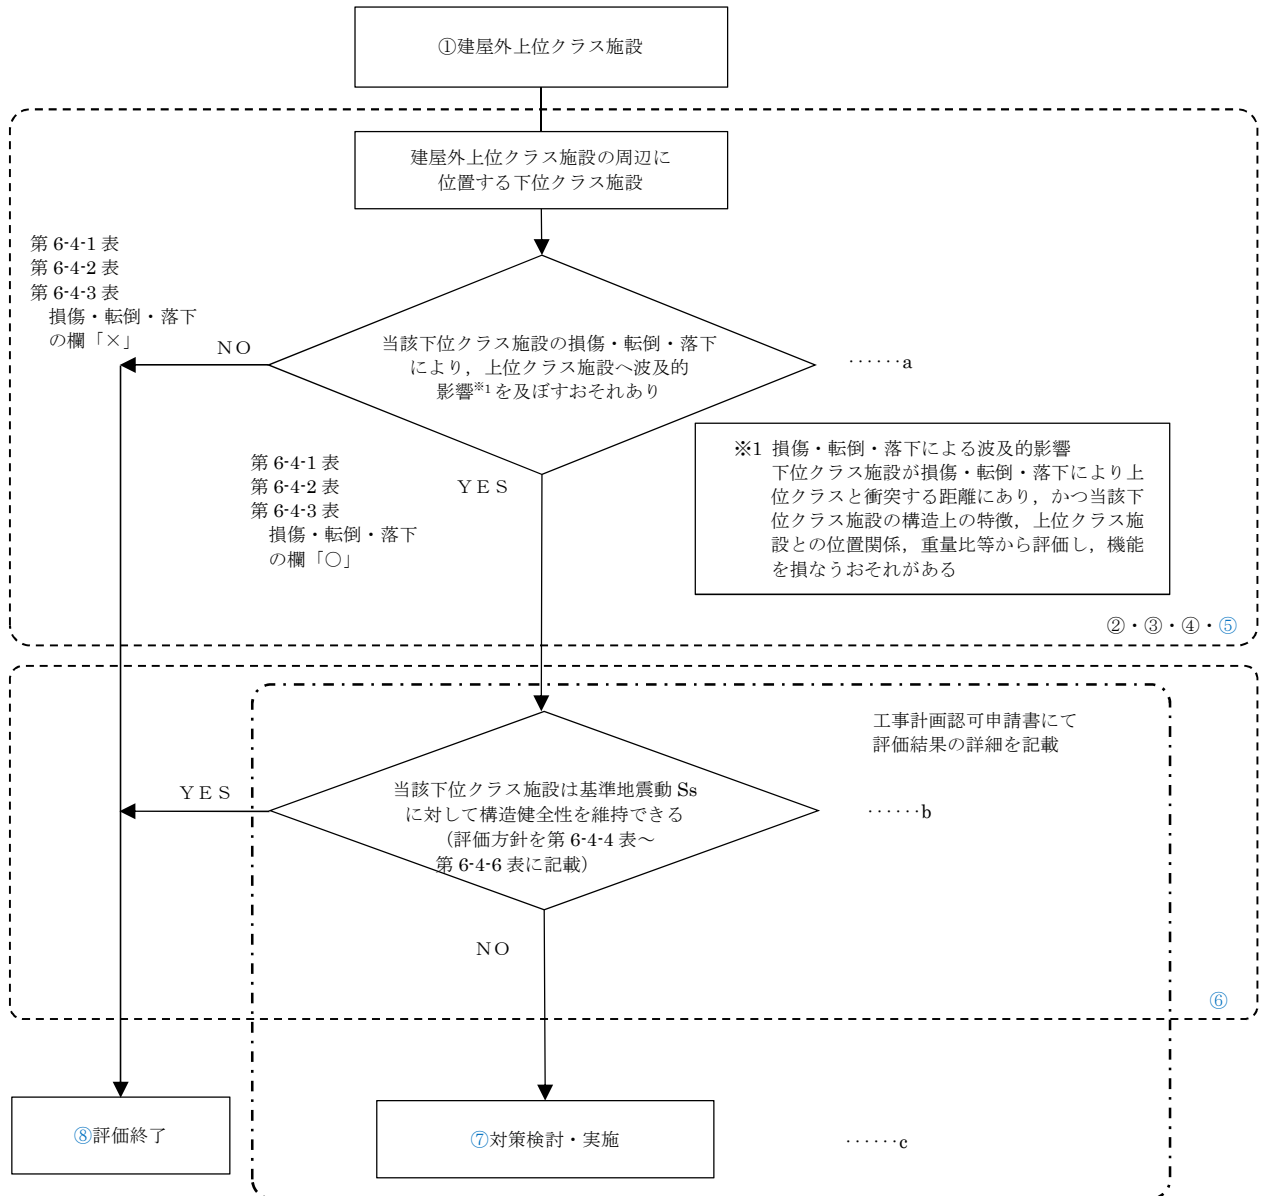 ①建屋外上位クラス施設
建屋外上位クラス施設の周辺に
位置する下位クラス施設
第 6-4-1 表
第 6-4-2 表
第 6-4-3 表
損傷・転倒・落下
の欄「×」
NO
当該下位クラス施設の損傷・転倒・落下
により，上位クラス施設へ波及的
影響※1を及ぼすおそれあり
……a
第 6-4-1 表
第 6-4-2 表
第 6-4-3 表
損傷・転倒・落下
の欄「○」
YES
※1 損傷・転倒・落下による波及的影響
下位クラス施設が損傷・転倒・落下により上
位クラスと衝突する距離にあり，かつ当該下
位クラス施設の構造上の特徴，上位クラス施
設との位置関係，重量比等から評価し，機能
を損なうおそれがある
②・③・④・⑤
工事計画認可申請書にて
評価結果の詳細を記載
YES
当該下位クラス施設は基準地震動 Ss
に対して構造健全性を維持できる
（評価方針を第 6-4-4 表～
第 6-4-6 表に記載）
……b
NO
⑥
⑧評価終了
⑦対策検討・実施
……c